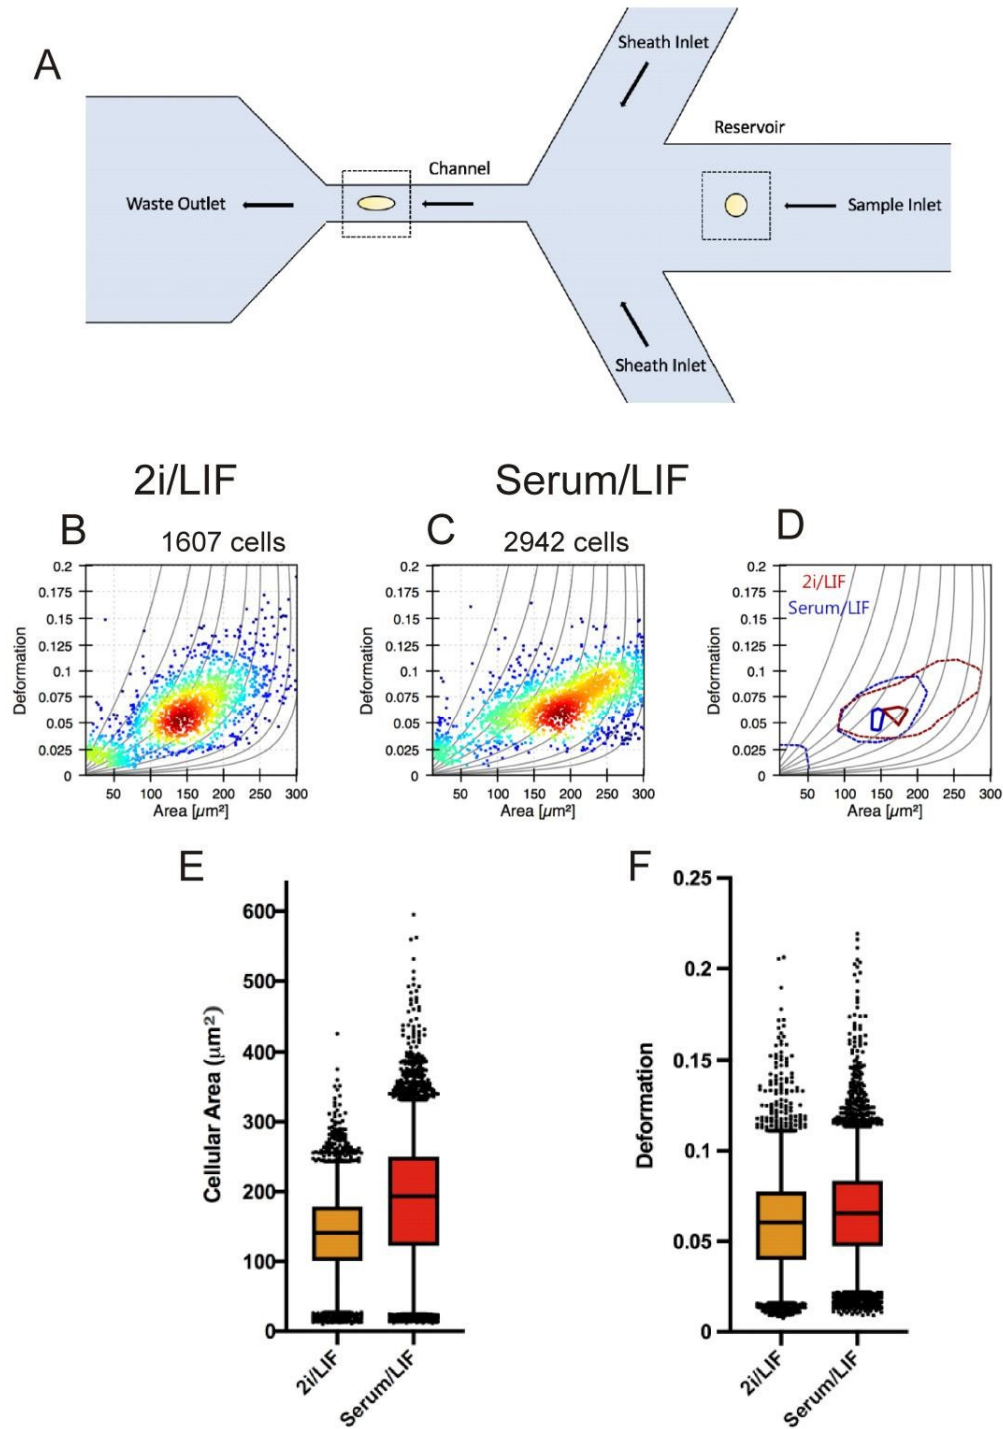 A
Sheath Inlet
Reservoir
Channel
Waste Outlet
Sample Inlet
Sheath Inlet
2i/LIF
Serum/LIF
B
1607 cells
C
2942 cells
D
0.2
0.175
0.15
0.125
0.1
0.075
0.05
0.025
0
Deformation
50 100 150 200 250 300
Area [µm²]
0.2
0.175
0.15
0.125
0.1
0.075
0.05
0.025
0
Deformation
50 100 150 200 250 300
Area [µm²]
0.2
0.175
0.15
0.125
0.1
0.075
0.05
0.025
0
Deformation
2i/LIF
Serum/LIF
50 100 150 200 250 300
Area [µm²]
E
600
500
400
300
200
100
0
Cellular Area (µm²)
2i/LIF
Serum/LIF
F
0.25
0.2
0.15
0.1
0.05
0
Deformation
2i/LIF
Serum/LIF